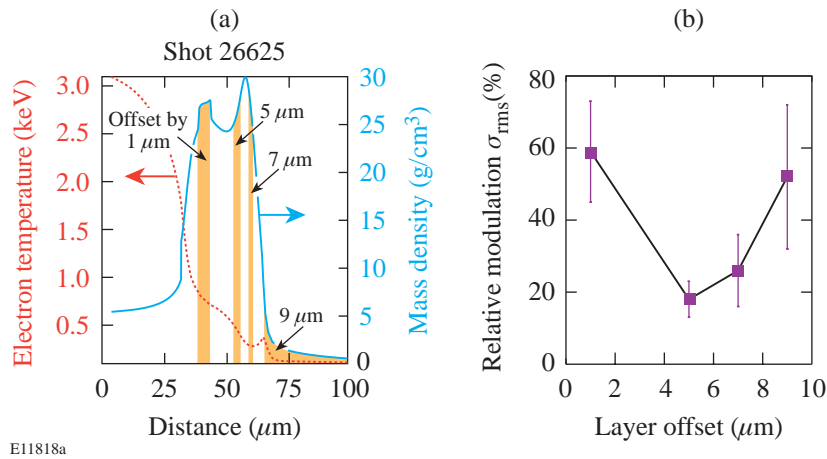 (a)
Shot 26625
Electron temperature (keV)
3.0
2.5
2.0
1.5
1.0
0.5
Offset by
1 μm
5 μm
7 μm
9 μm
30
25
20
15
10
5
0
Mass density (g/cm³)
0 25 50 75 100
Distance (μm)
(b)
Relative modulation σrms(%)
80
60
40
20
0
0 2 4 6 8 10
Layer offset (μm)
E11818a